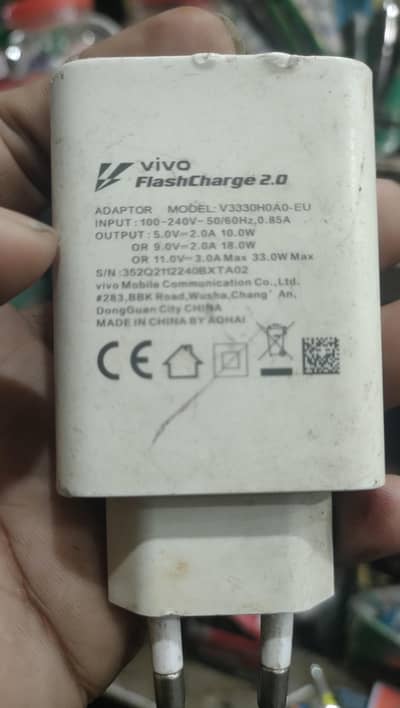 vivo
FlashCharge 2.0
ADAPTOR MODEL: V3330H0A0-EU
INPUT: 100-240V~50/60Hz, 0.85A
OUTPUT: 5.0V⎓2.0A 10.0W
OR 9.0V⎓2.0A 18.0W
OR 11.0V⎓3.0A Max 33.0W Max
S/N:352Q2112240BXTA02
vivo Mobile Communication Co., Ltd.
#283,BBK Road,Wusha,Chang' An,
DongGuan City CHINA
MADE IN CHINA BY AOHAI
CE